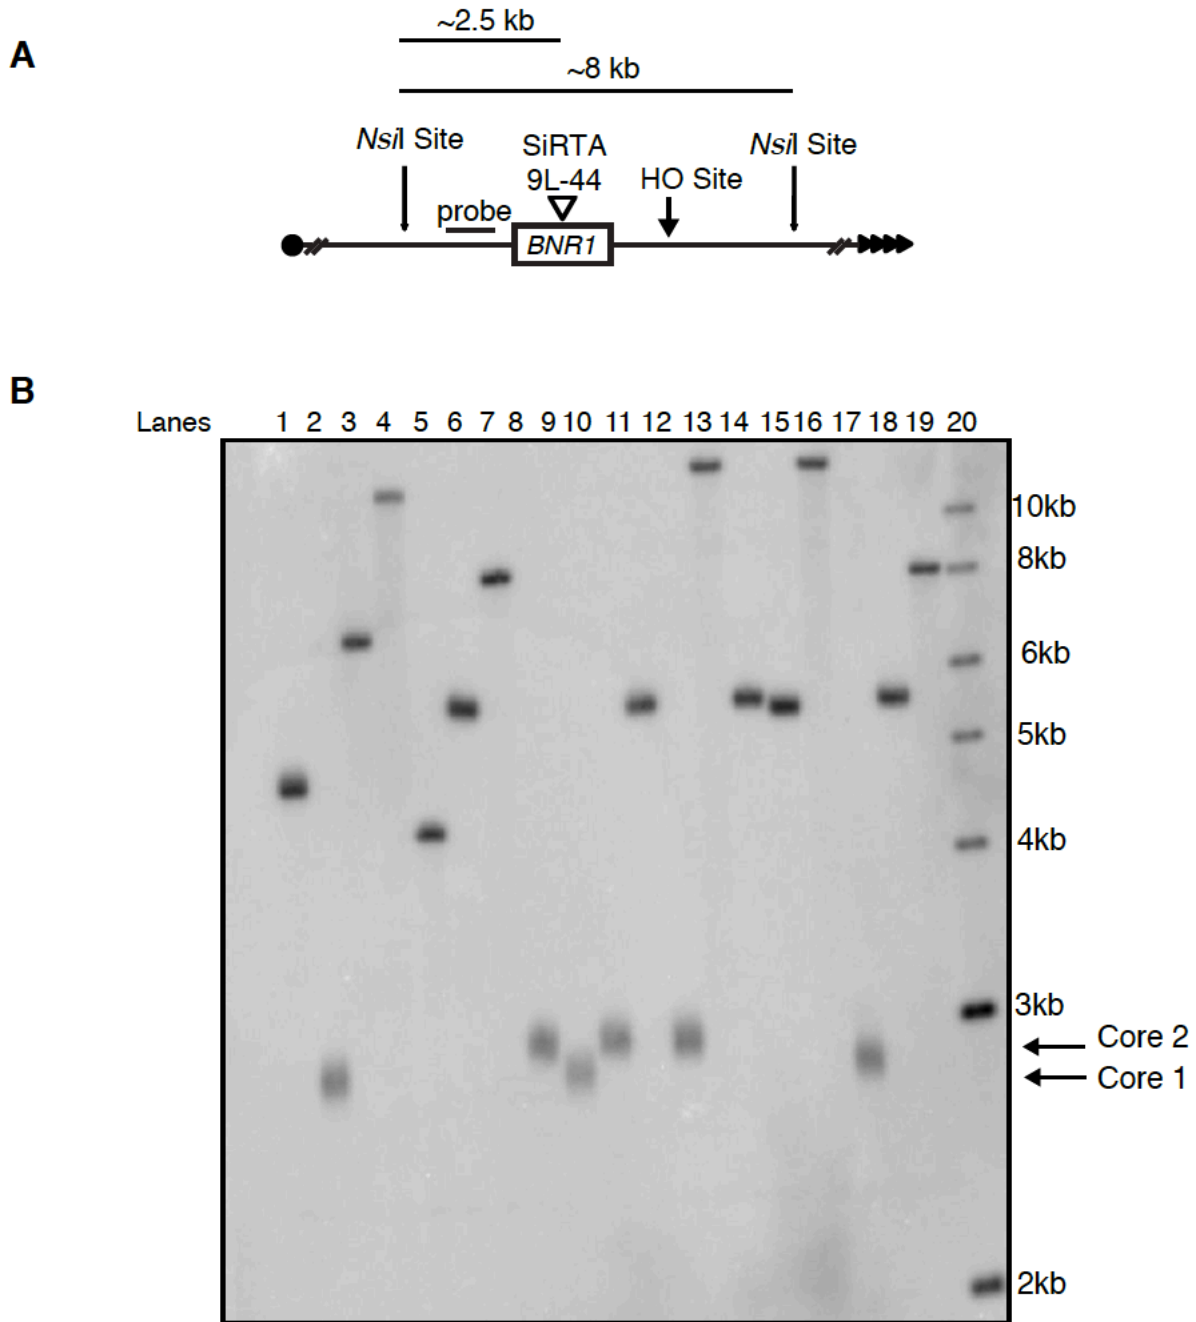 A
~2.5 kb
~8 kb
NsiI Site
SiRTA
9L-44
HO Site
NsiI Site
probe
BNR1
B
Lanes 1 2 3 4 5 6 7 8 9 10 11 12 13 14 15 16 17 18 19 20
10kb
8kb
6kb
5kb
4kb
3kb
Core 2
Core 1
2kb